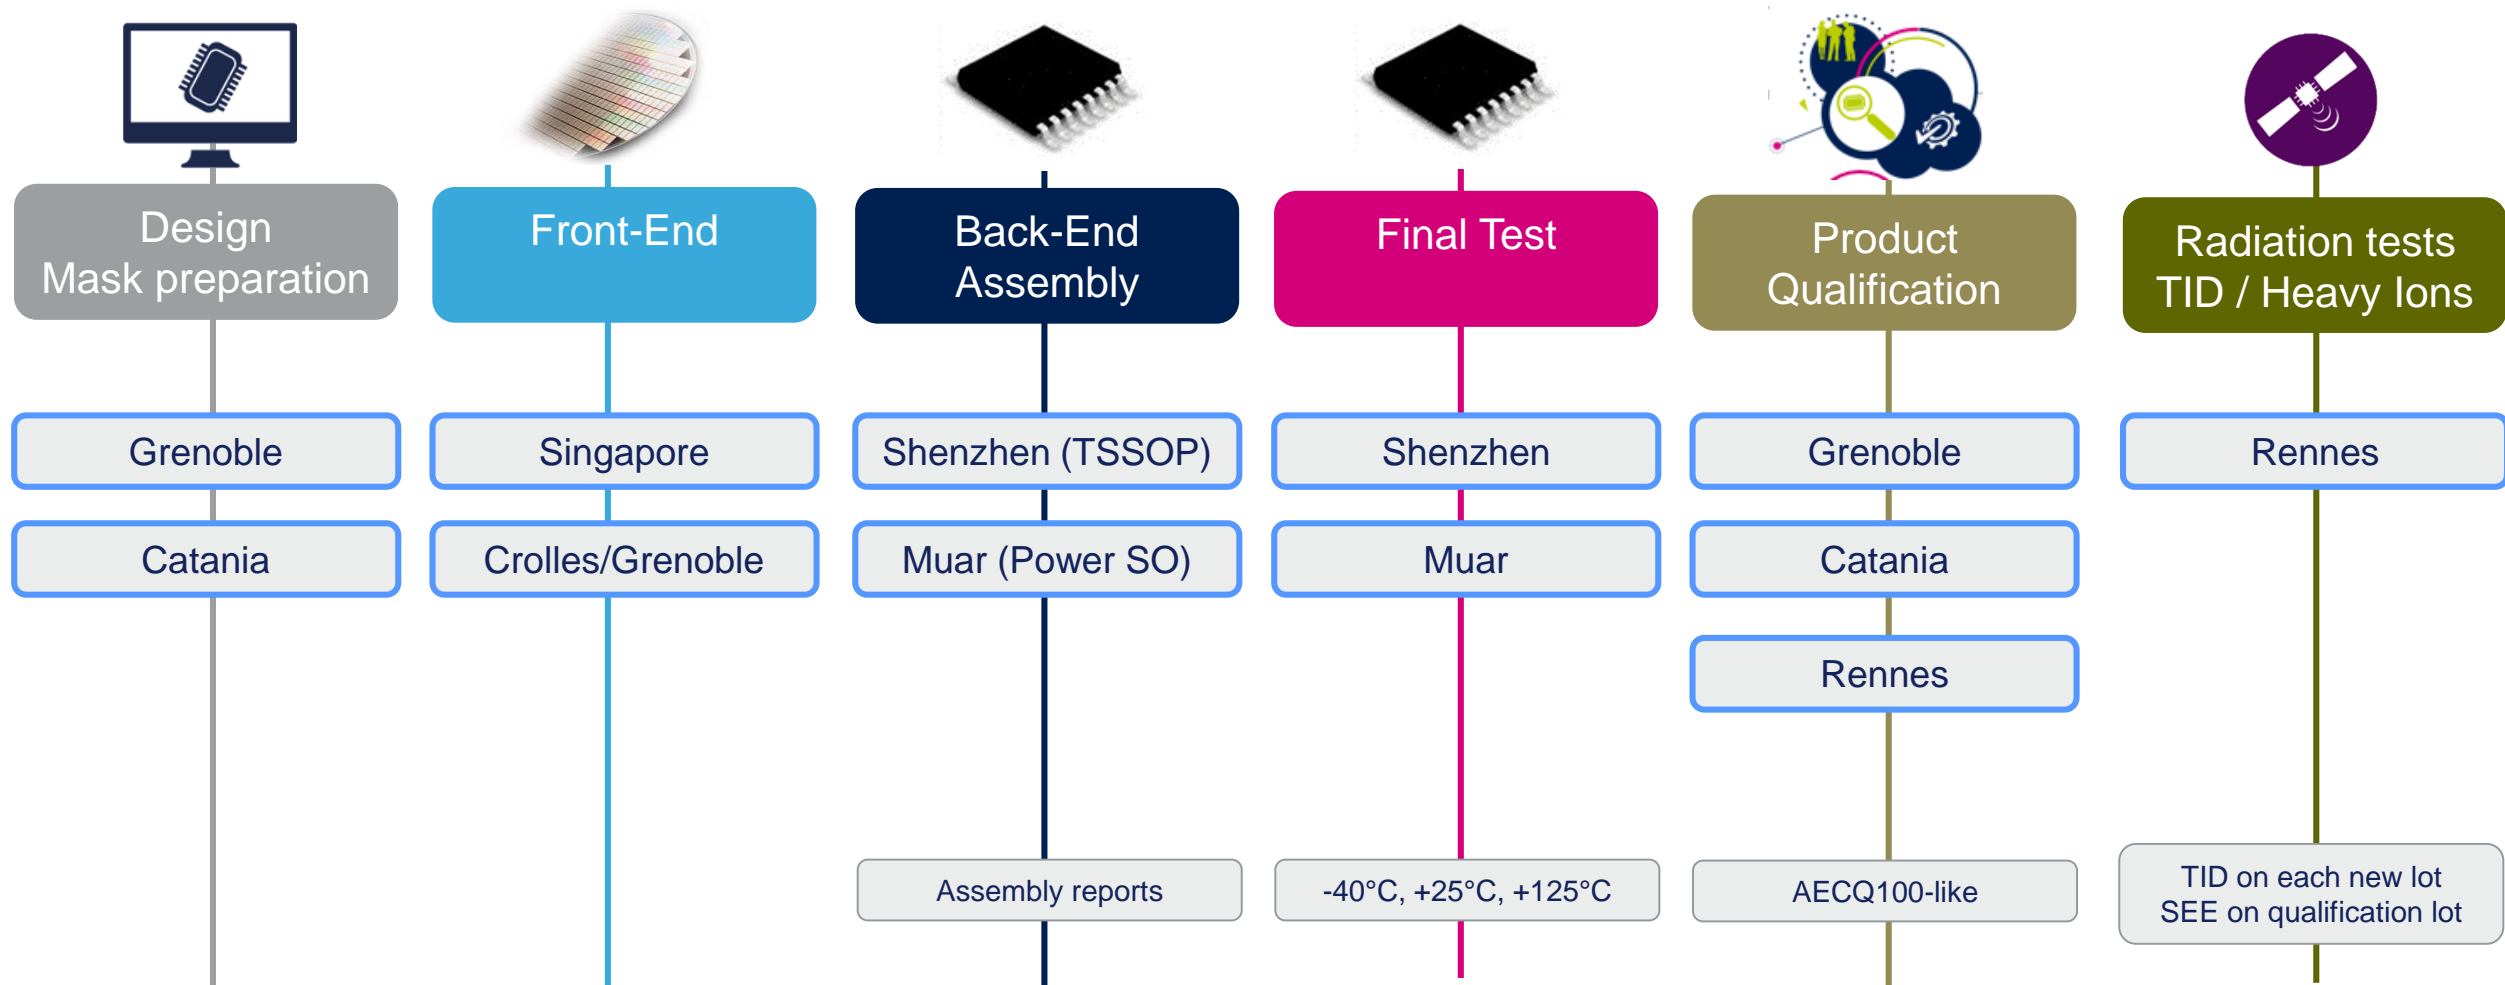 Design
Mask preparation
Grenoble
Catania
Front-End
Singapore
Crolles/Grenoble
Back-End
Assembly
Shenzhen (TSSOP)
Muar (Power SO)
Assembly reports
Final Test
Shenzhen
Muar
-40°C, +25°C, +125°C
Product
Qualification
Grenoble
Catania
Rennes
AECQ100-like
Radiation tests
TID / Heavy Ions
Rennes
TID on each new lot
SEE on qualification lot